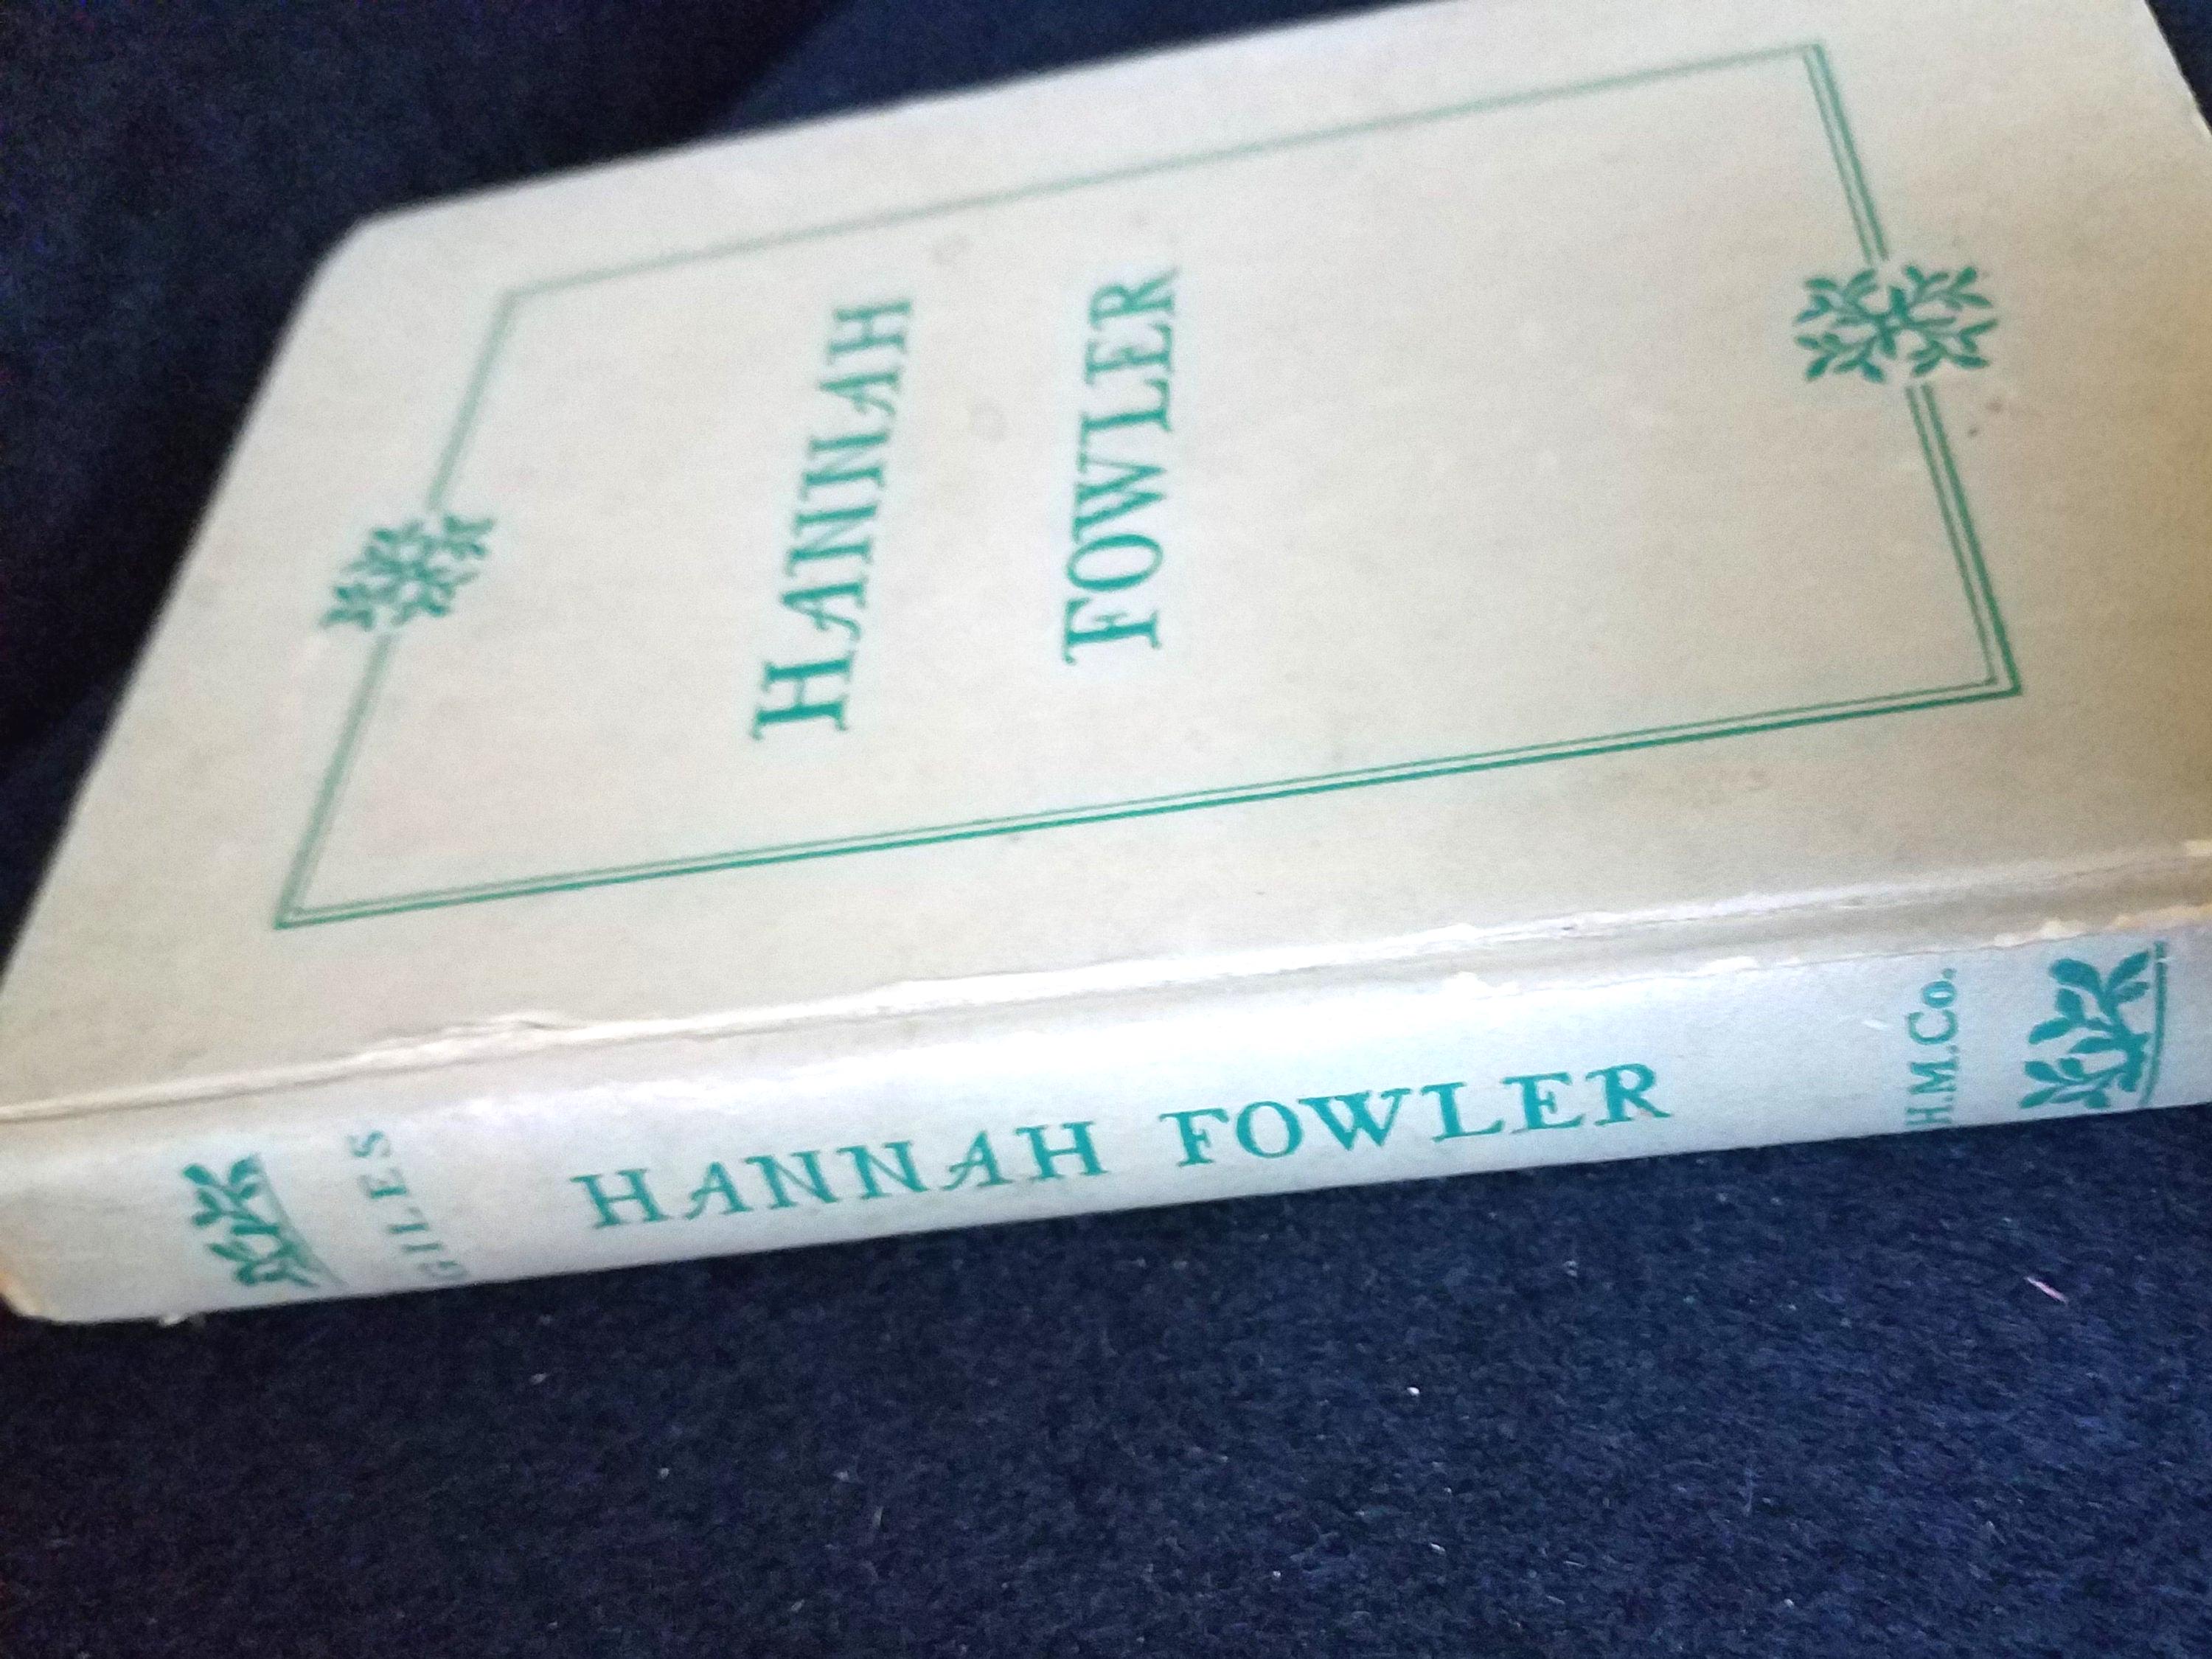 HANNAH
FOWLER
GILES
HANNAH FOWLER
H.M.Co.